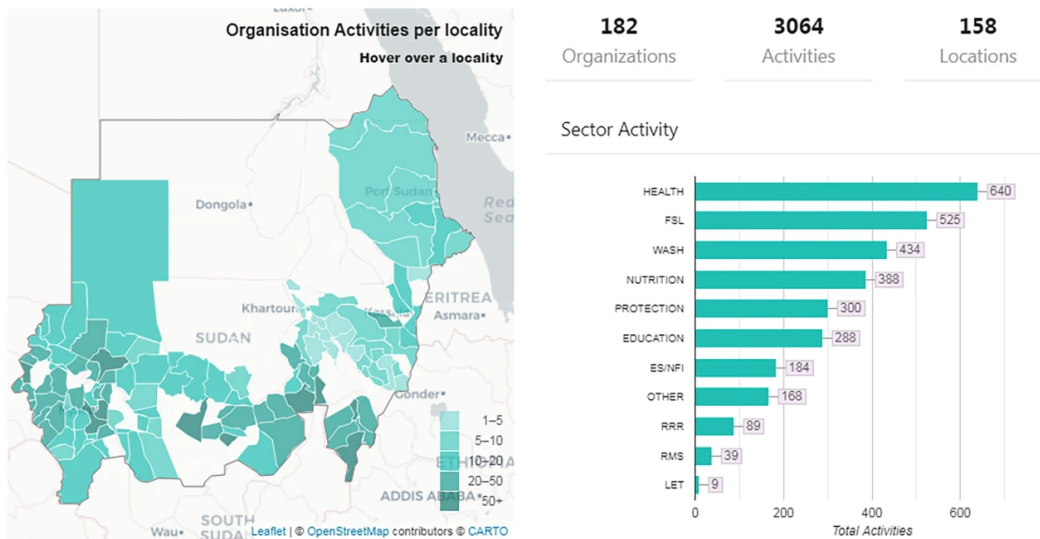 Luxor
Organisation Activities per locality
Hover over a locality
Mecca
Port Sudan
Red
Sea
Dongola
Khartoum
Kassala
ERITREA
Asmara
SUDAN
Gonder
1–5
5–10
10–20
20–50
50+
ETHIOPIA
ADDIS ABABA
SOUTH
SUDAN
Wau
Leaflet | © OpenStreetMap contributors © CARTO
182
Organizations
3064
Activities
158
Locations
Sector Activity
HEALTH 640
FSL 525
WASH 434
NUTRITION 388
PROTECTION 300
EDUCATION 288
ES/NFI 184
OTHER 168
RRR 89
RMS 39
LET 9
0 200 400 600
Total Activities